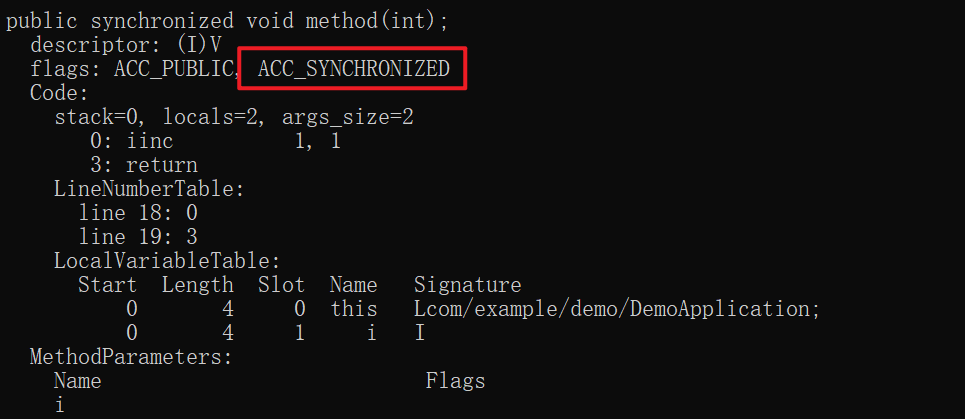 public synchronized void method(int);
descriptor: (I)V
flags: ACC_PUBLIC, ACC_SYNCHRONIZED
Code:
stack=0, locals=2, args_size=2
0: iinc 1, 1
3: return
LineNumberTable:
line 18: 0
line 19: 3
LocalVariableTable:
Start Length Slot Name Signature
0 4 0 this Lcom/example/demo/DemoApplication;
0 4 1 i I
MethodParameters:
Name Flags
i